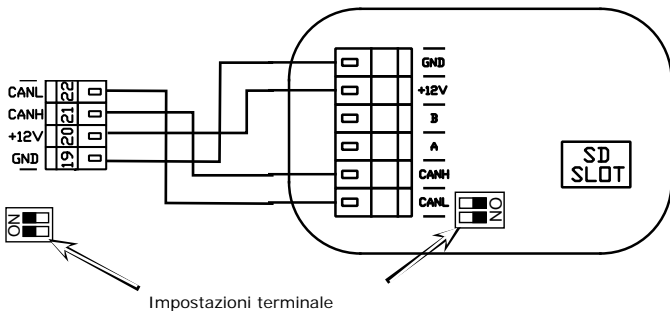 CANL 22
CANH 21
+12V 20
GND 19
GND
+12V
B
A
CANH
CANL
SD
SLOT
ON
ON
Impostazioni terminale